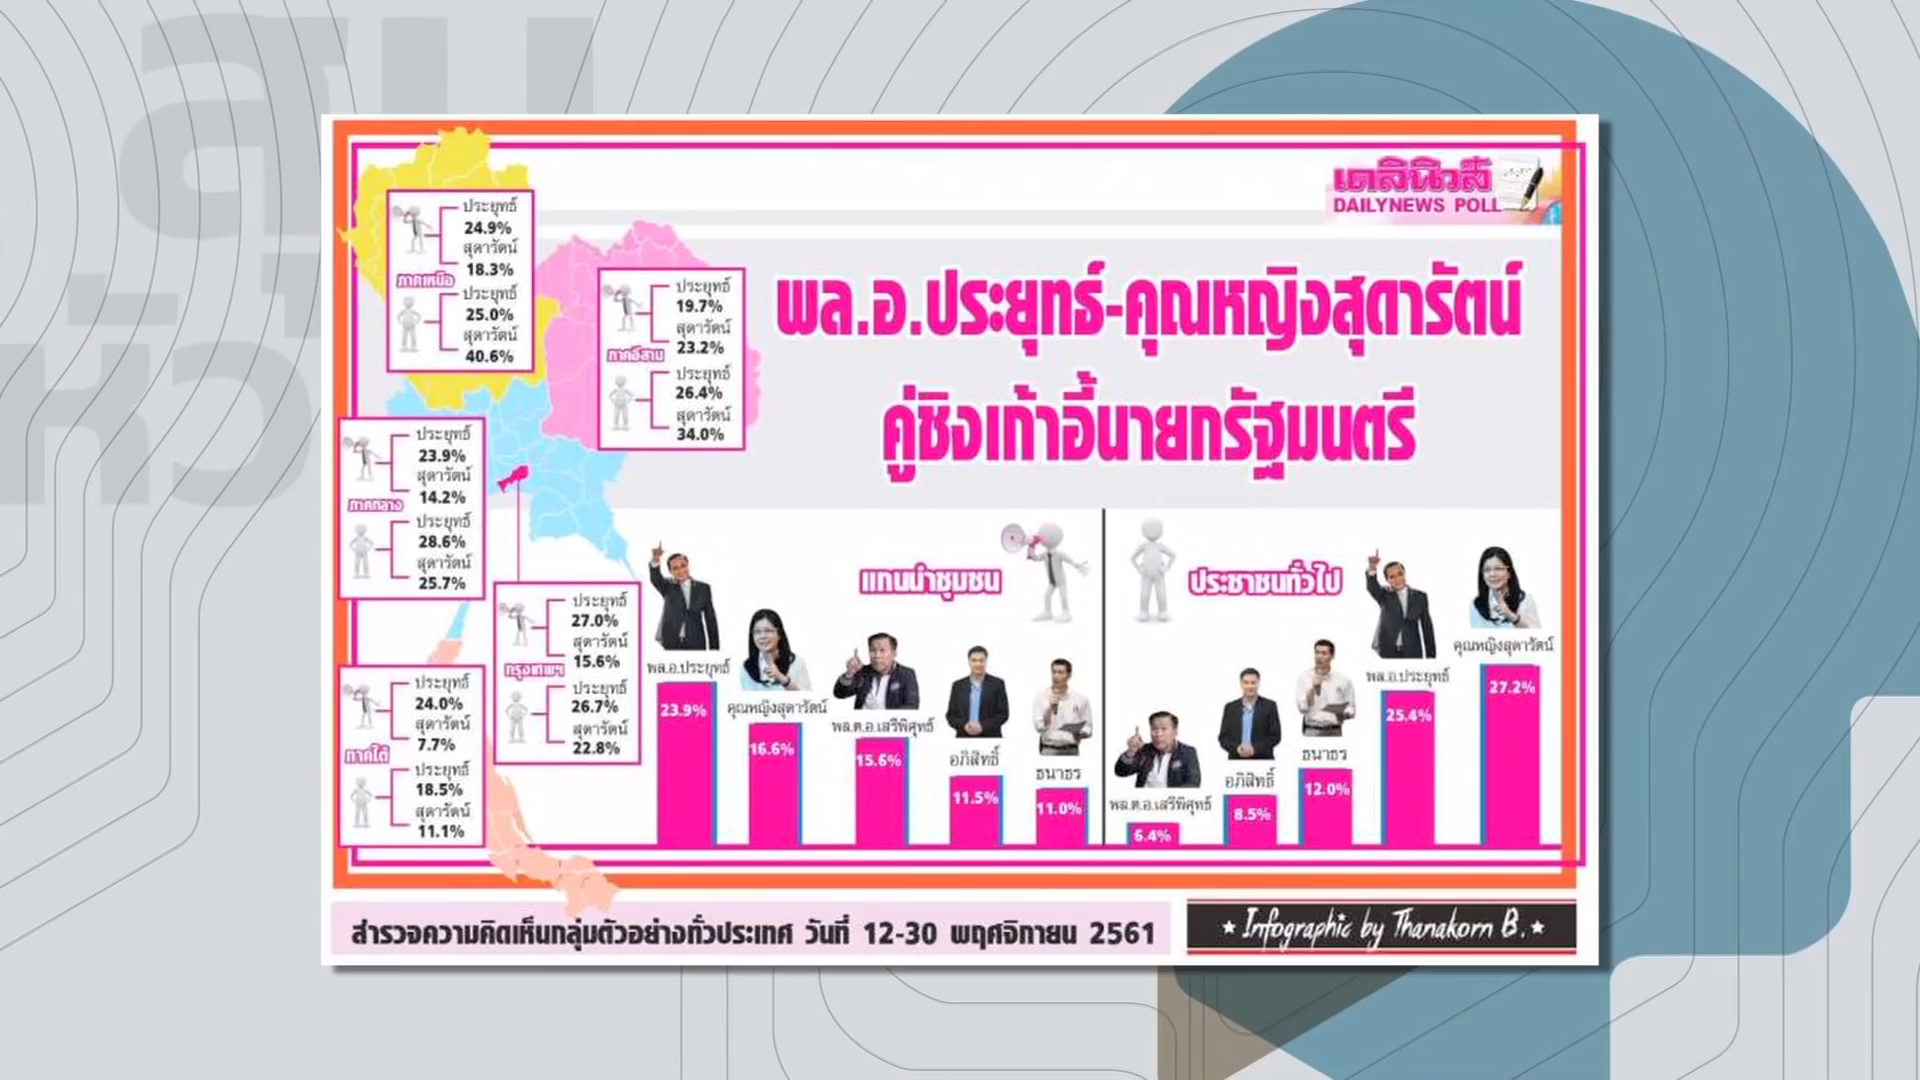 เดลินิวส์
DAILYNEWS POLL
พล.อ.ประยุทธ์-คุณหญิงสุดารัตน์
คู่ชิงเก้าอี้นายกรัฐมนตรี
ประยุทธ์
24.9%
สุดารัตน์
18.3%
ภาคเหนือ
ประยุทธ์
25.0%
สุดารัตน์
40.6%
ประยุทธ์
19.7%
สุดารัตน์
23.2%
ภาคอีสาน
ประยุทธ์
26.4%
สุดารัตน์
34.0%
ประยุทธ์
23.9%
สุดารัตน์
14.2%
ภาคกลาง
ประยุทธ์
28.6%
สุดารัตน์
25.7%
ประยุทธ์
27.0%
สุดารัตน์
15.6%
กรุงเทพฯ
ประยุทธ์
26.7%
สุดารัตน์
22.8%
ประยุทธ์
24.0%
สุดารัตน์
7.7%
ภาคใต้
ประยุทธ์
18.5%
สุดารัตน์
11.1%
แกนนำชุมชน
พล.อ.ประยุทธ์
23.9%
คุณหญิงสุดารัตน์
16.6%
พล.ต.อ.เสรีพิศุทธ์
15.6%
อภิสิทธิ์
11.5%
ธนาธร
11.0%
ประชาชนทั่วไป
พล.ต.อ.เสรีพิศุทธ์
6.4%
อภิสิทธิ์
8.5%
ธนาธร
12.0%
พล.อ.ประยุทธ์
25.4%
คุณหญิงสุดารัตน์
27.2%
สำรวจความคิดเห็นกลุ่มตัวอย่างทั่วประเทศ วันที่ 12-30 พฤศจิกายน 2561
Infographic by Thanakorn B.